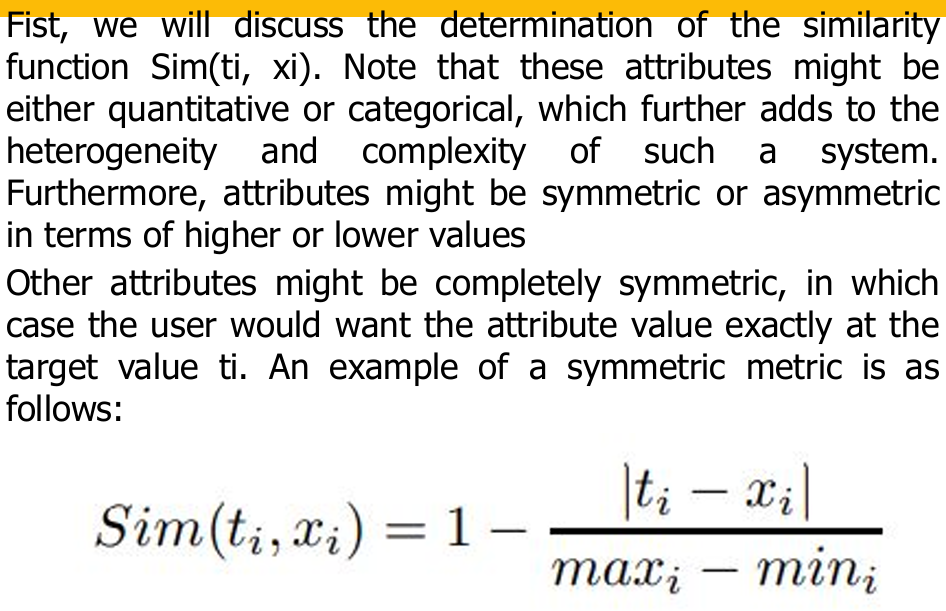 Fist, we will discuss the determination of the similarity
function Sim(ti, xi). Note that these attributes might be
either quantitative or categorical, which further adds to the
heterogeneity and complexity of such a system.
Furthermore, attributes might be symmetric or asymmetric
in terms of higher or lower values
Other attributes might be completely symmetric, in which
case the user would want the attribute value exactly at the
target value ti. An example of a symmetric metric is as
follows:
Sim(t_i, x_i) = 1 − |t_i − x_i| / (max_i − min_i)